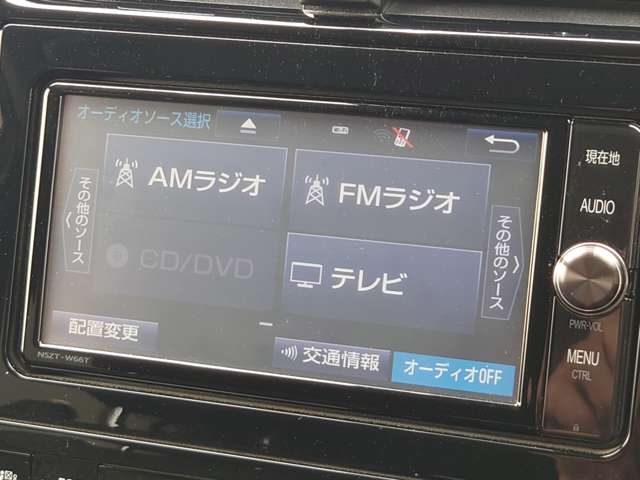 オーディオソース選択
現在地
AMラジオ
FMラジオ
その他のソース
その他のソース
AUDIO
CD/DVD
テレビ
PWR-VOL
配置変更
交通情報
オーディオOFF
MENU
CTRL
NSZT-W66T